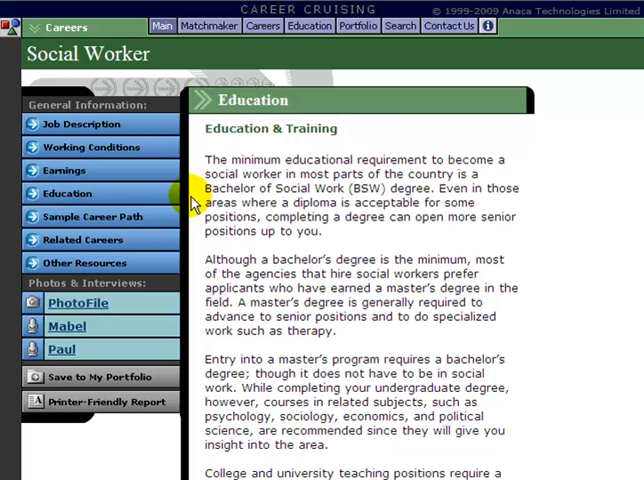 CAREER CRUISING
© 1999-2009 Anaca Technologies Limited
Careers
Main Matchmaker Careers Education Portfolio Search Contact Us i
Social Worker
General Information:
Job Description
Working Conditions
Earnings
Education
Sample Career Path
Related Careers
Other Resources
Photos & Interviews:
PhotoFile
Mabel
Paul
Save to My Portfolio
Printer-Friendly Report
Education
Education & Training
The minimum educational requirement to become a
social worker in most parts of the country is a
Bachelor of Social Work (BSW) degree. Even in those
areas where a diploma is acceptable for some
positions, completing a degree can open more senior
positions up to you.
Although a bachelor's degree is the minimum, most
of the agencies that hire social workers prefer
applicants who have earned a master's degree in the
field. A master's degree is generally required to
advance to senior positions and to do specialized
work such as therapy.
Entry into a master's program requires a bachelor's
degree; though it does not have to be in social
work. While completing your undergraduate degree,
however, courses in related subjects, such as
psychology, sociology, economics, and political
science, are recommended since they will give you
insight into the area.
College and university teaching positions require a